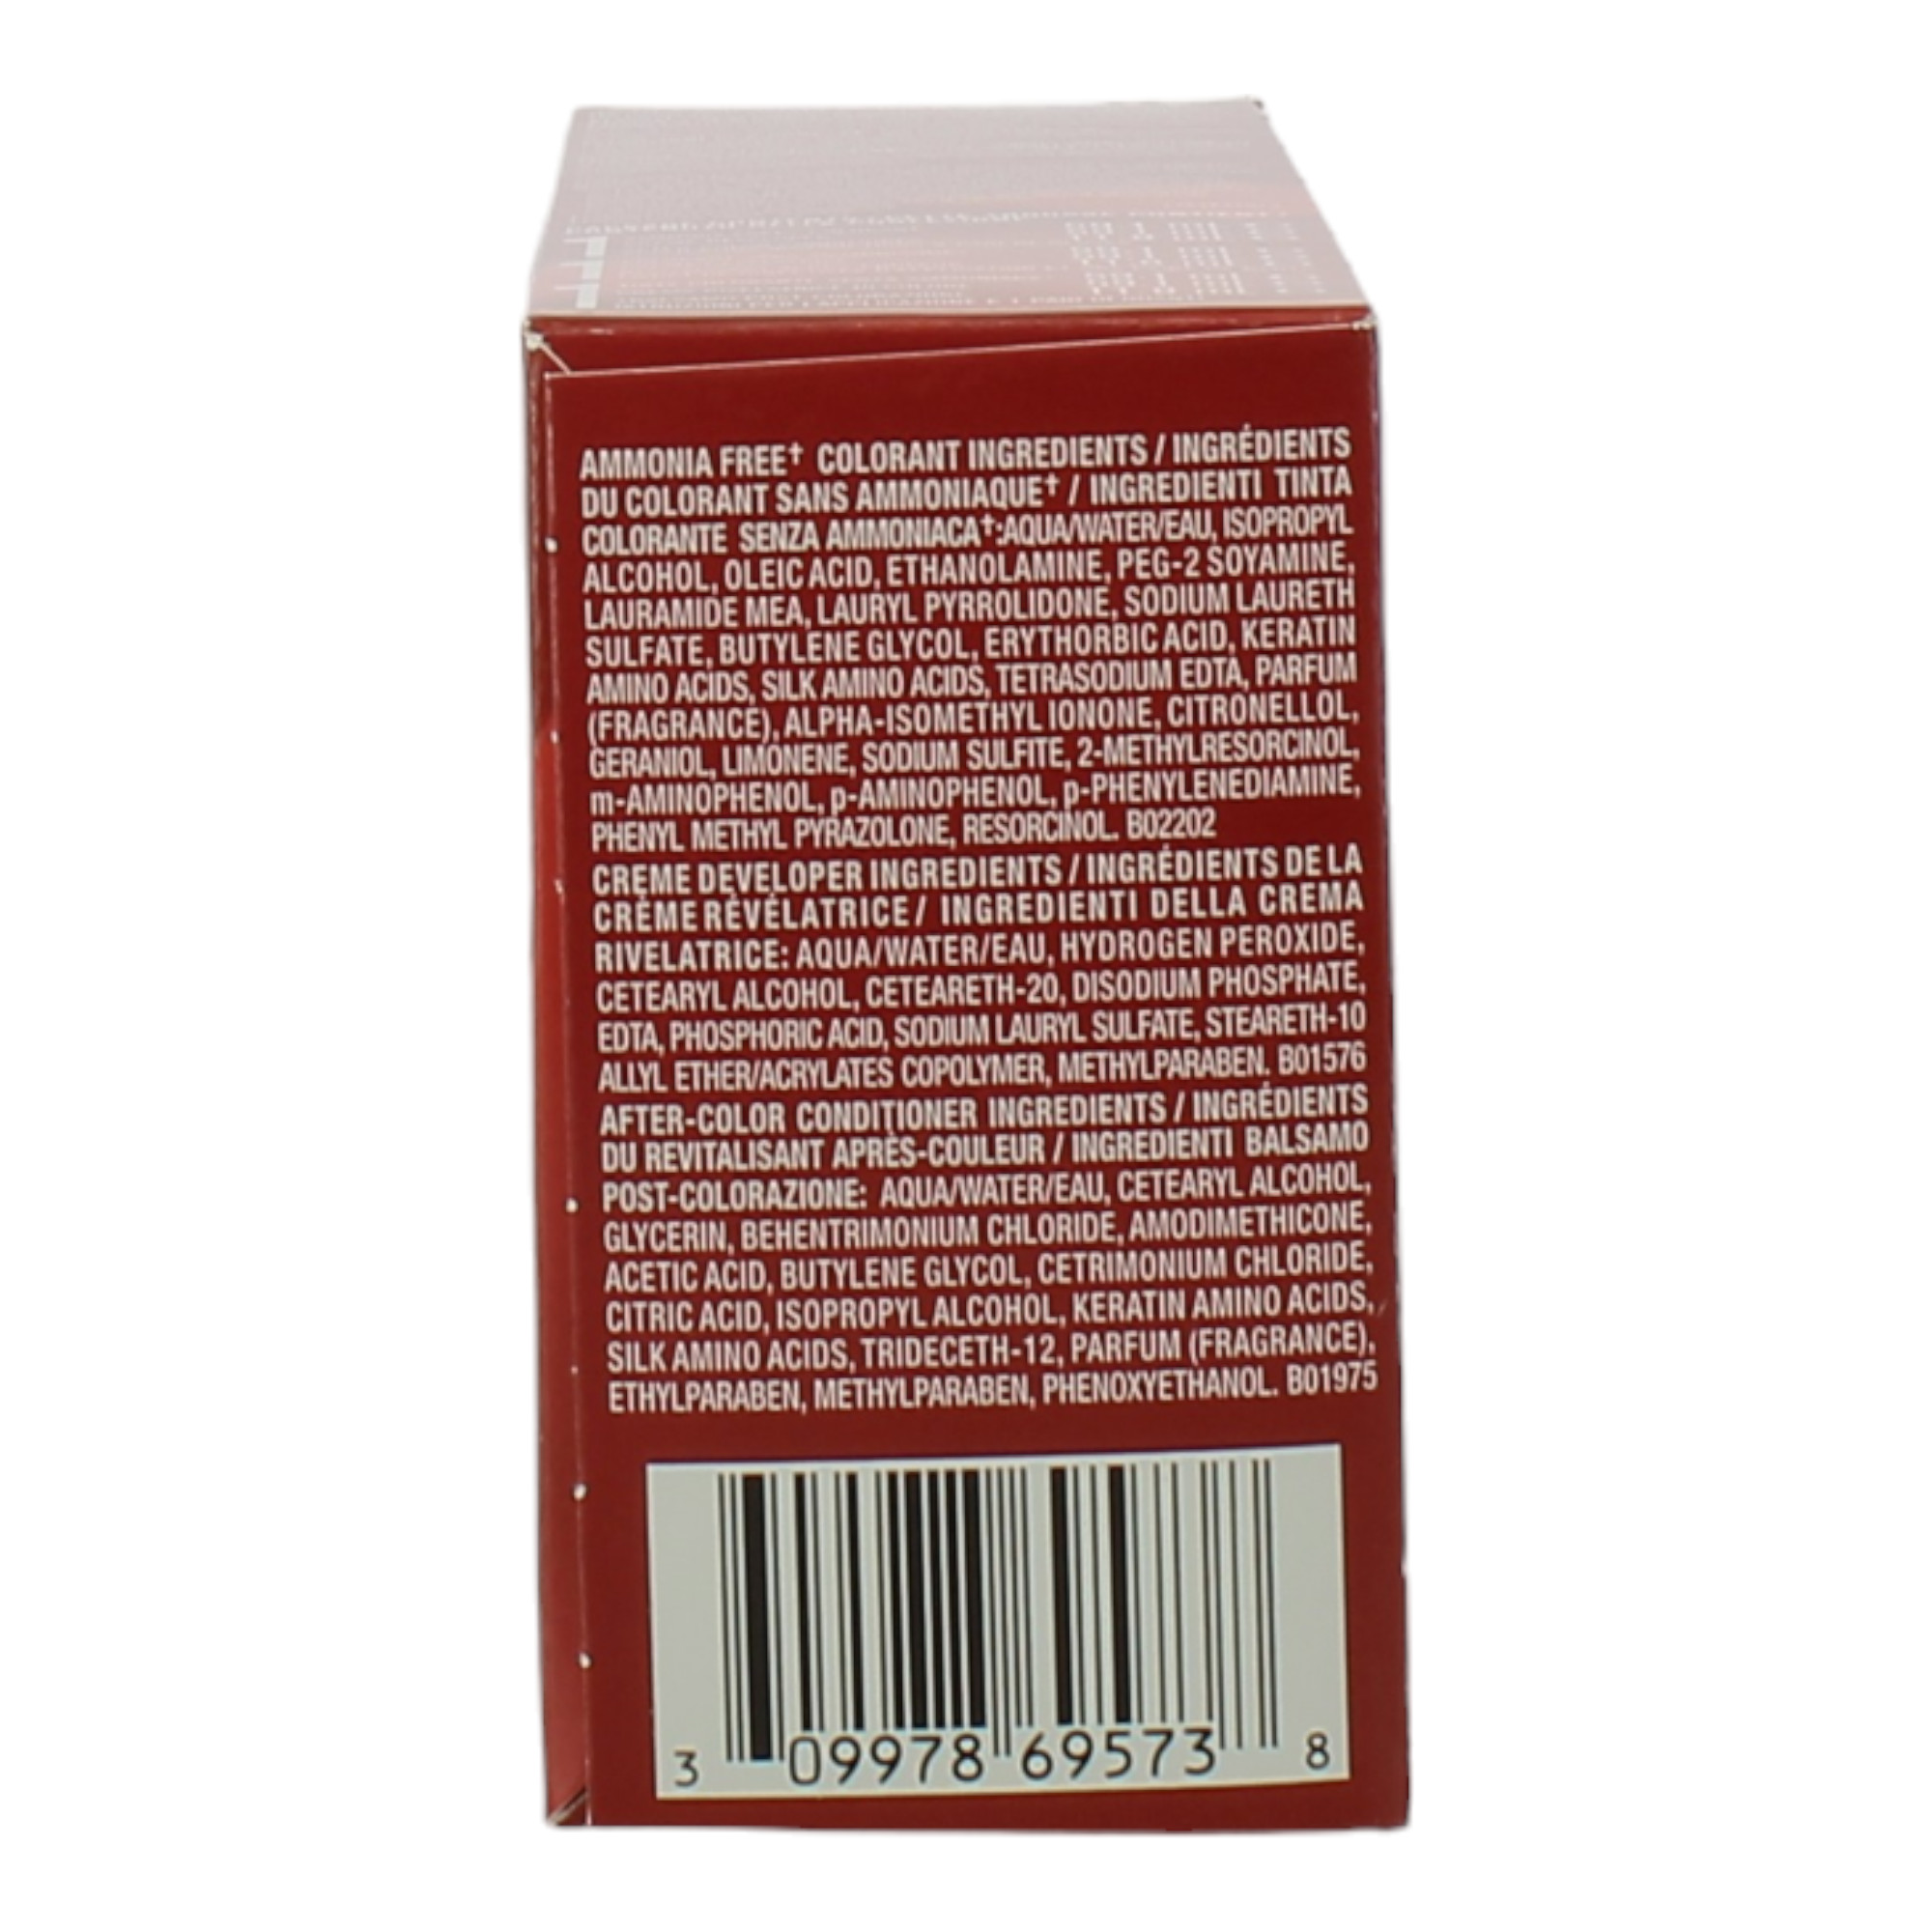 AMMONIA FREE† COLORANT INGREDIENTS / INGRÉDIENTS
DU COLORANT SANS AMMONIAQUE† / INGREDIENTI TINTA
COLORANTE SENZA AMMONIACA†:AQUA/WATER/EAU, ISOPROPYL
ALCOHOL, OLEIC ACID, ETHANOLAMINE, PEG-2 SOYAMINE,
LAURAMIDE MEA, LAURYL PYRROLIDONE, SODIUM LAURETH
SULFATE, BUTYLENE GLYCOL, ERYTHORBIC ACID, KERATIN
AMINO ACIDS, SILK AMINO ACIDS, TETRASODIUM EDTA, PARFUM
(FRAGRANCE), ALPHA-ISOMETHYL IONONE, CITRONELLOL,
GERANIOL, LIMONENE, SODIUM SULFITE, 2-METHYLRESORCINOL,
m-AMINOPHENOL, p-AMINOPHENOL, p-PHENYLENEDIAMINE,
PHENYL METHYL PYRAZOLONE, RESORCINOL. B02202
CREME DEVELOPER INGREDIENTS / INGRÉDIENTS DE LA
CRÈME RÉVÉLATRICE / INGREDIENTI DELLA CREMA
RIVELATRICE: AQUA/WATER/EAU, HYDROGEN PEROXIDE,
CETEARYL ALCOHOL, CETEARETH-20, DISODIUM PHOSPHATE,
EDTA, PHOSPHORIC ACID, SODIUM LAURYL SULFATE, STEARETH-10
ALLYL ETHER/ACRYLATES COPOLYMER, METHYLPARABEN. B01576
AFTER-COLOR CONDITIONER INGREDIENTS / INGRÉDIENTS
DU REVITALISANT APRÈS-COULEUR / INGREDIENTI BALSAMO
POST-COLORAZIONE: AQUA/WATER/EAU, CETEARYL ALCOHOL,
GLYCERIN, BEHENTRIMONIUM CHLORIDE, AMODIMETHICONE,
ACETIC ACID, BUTYLENE GLYCOL, CETRIMONIUM CHLORIDE,
CITRIC ACID, ISOPROPYL ALCOHOL, KERATIN AMINO ACIDS,
SILK AMINO ACIDS, TRIDECETH-12, PARFUM (FRAGRANCE),
ETHYLPARABEN, METHYLPARABEN, PHENOXYETHANOL. B01975
3 09978 69573 8